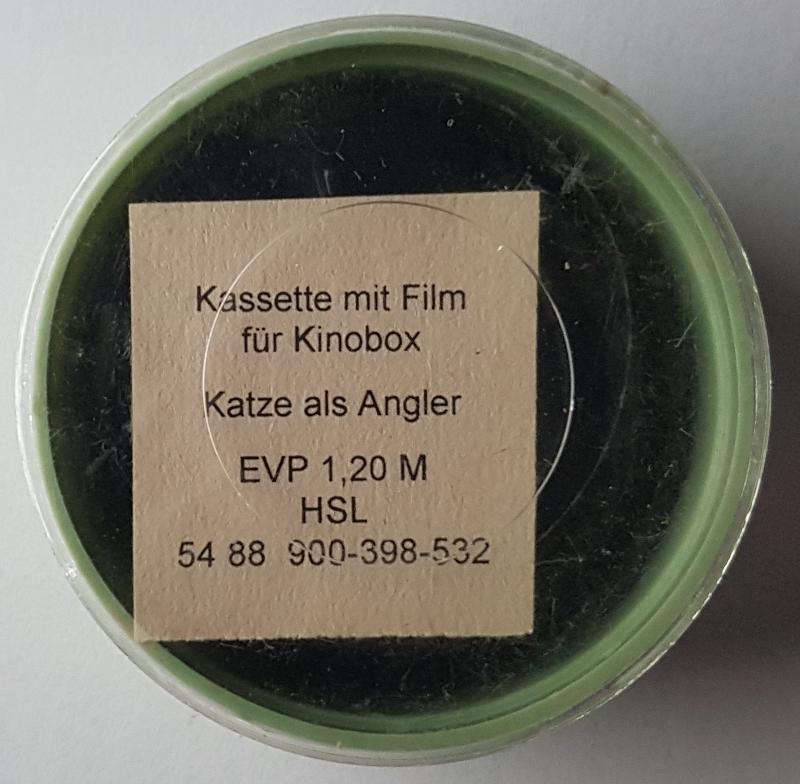 Kassette mit Film
für Kinobox
Katze als Angler
EVP 1,20 M
HSL
54 88 900-398-532